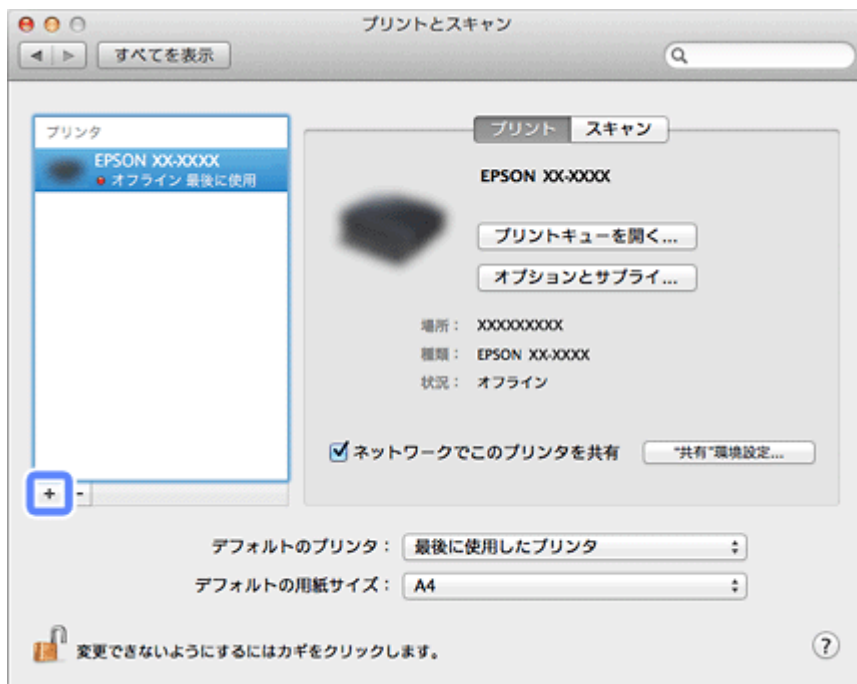 プリントとスキャン
すべてを表示
プリンタ
EPSON XX-XXXX
オフライン 最後に使用
プリント スキャン
EPSON XX-XXXX
プリントキューを開く...
オプションとサプライ...
場所： XXXXXXXXX
種類： EPSON XX-XXXX
状況： オフライン
ネットワークでこのプリンタを共有 "共有"環境設定...
+ -
デフォルトのプリンタ： 最後に使用したプリンタ
デフォルトの用紙サイズ： A4
変更できないようにするにはカギをクリックします。 ?